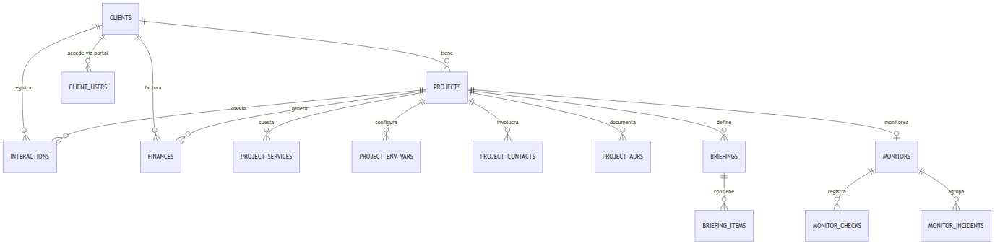 CLIENTS
accede via portal
tiene
registra
CLIENT_USERS
factura
PROJECTS
asocia
genera
cuesta
configura
involucra
documenta
define
monitorea
INTERACTIONS
FINANCES
PROJECT_SERVICES
PROJECT_ENV_VARS
PROJECT_CONTACTS
PROJECT_ADRS
BRIEFINGS
MONITORS
contiene
registra
agrupa
BRIEFING_ITEMS
MONITOR_CHECKS
MONITOR_INCIDENTS